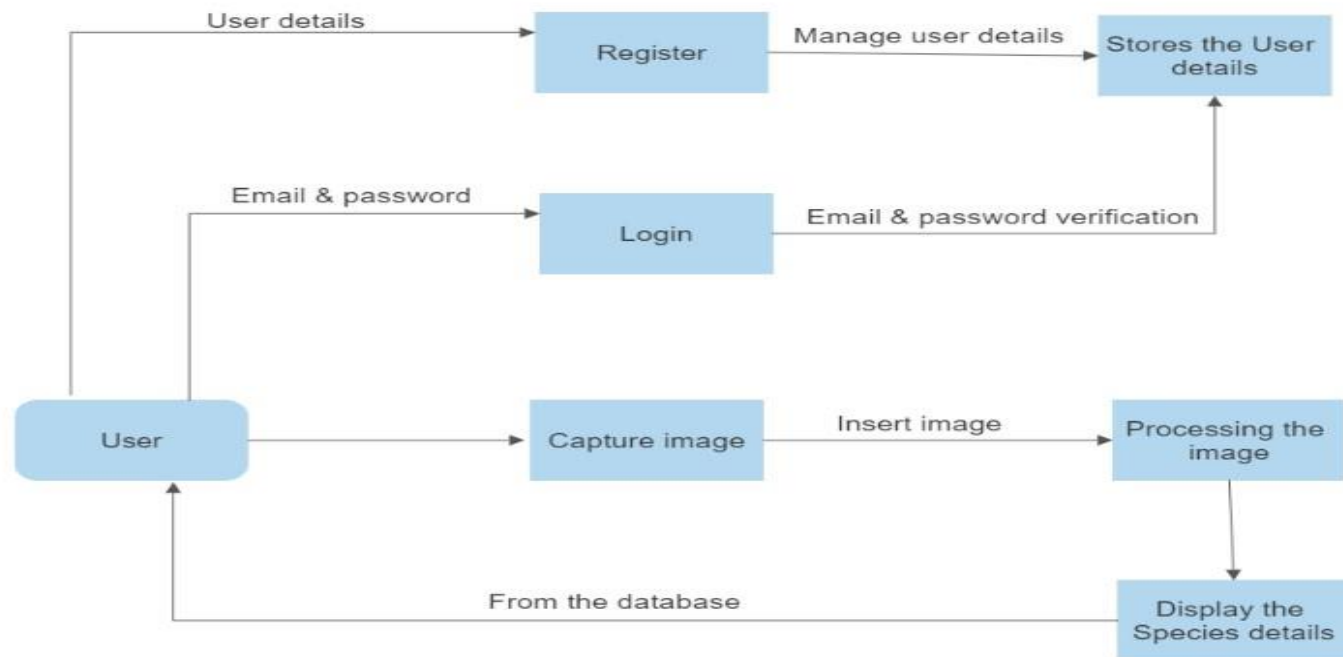 User details
Register
Manage user details
Stores the User
details
Email & password
Login
Email & password verification
User
Capture image
Insert image
Processing the
image
From the database
Display the
Species details